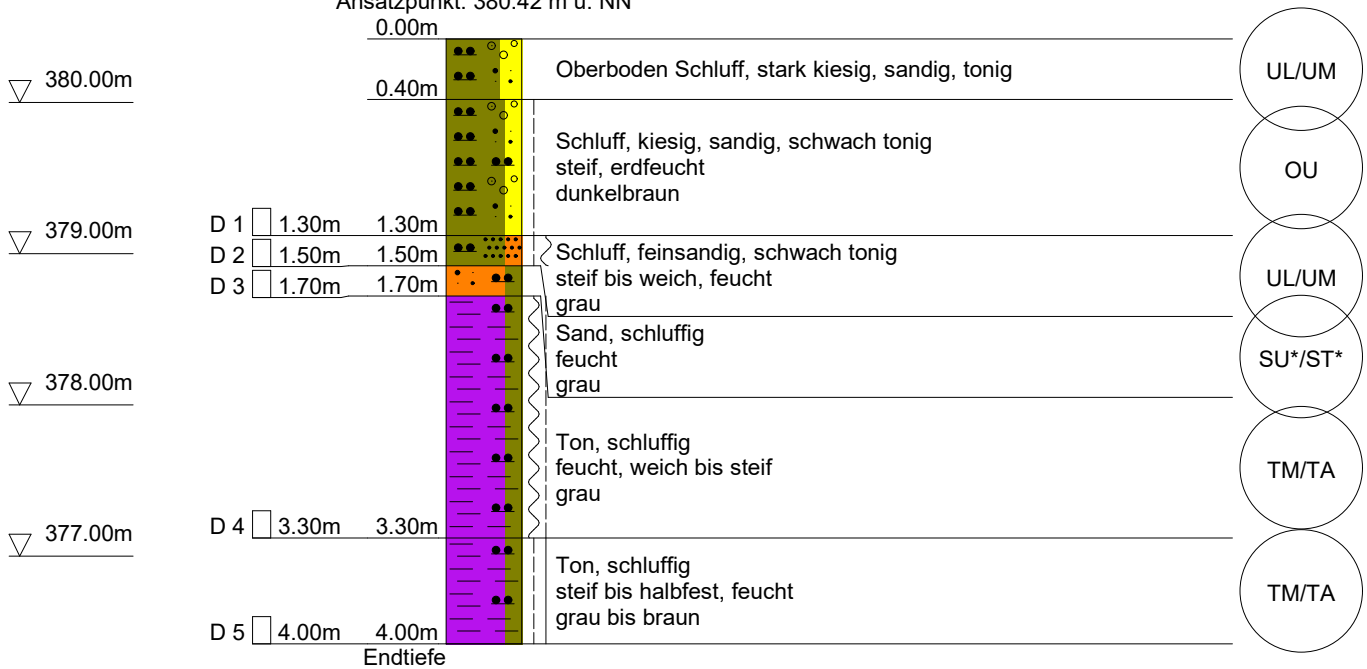 Ansatzpunkt: 380.42 m ü. NN
0.00m
Oberboden Schluff, stark kiesig, sandig, tonig
UL/UM
380.00m
0.40m
Schluff, kiesig, sandig, schwach tonig
steif, erdfeucht
dunkelbraun
OU
379.00m
D 1 1.30m 1.30m
D 2 1.50m 1.50m
D 3 1.70m 1.70m
Schluff, feinsandig, schwach tonig
steif bis weich, feucht
grau
UL/UM
Sand, schluffig
feucht
grau
SU*/ST*
378.00m
Ton, schluffig
feucht, weich bis steif
grau
TM/TA
377.00m
D 4 3.30m 3.30m
Ton, schluffig
steif bis halbfest, feucht
grau bis braun
TM/TA
D 5 4.00m 4.00m
Endtiefe